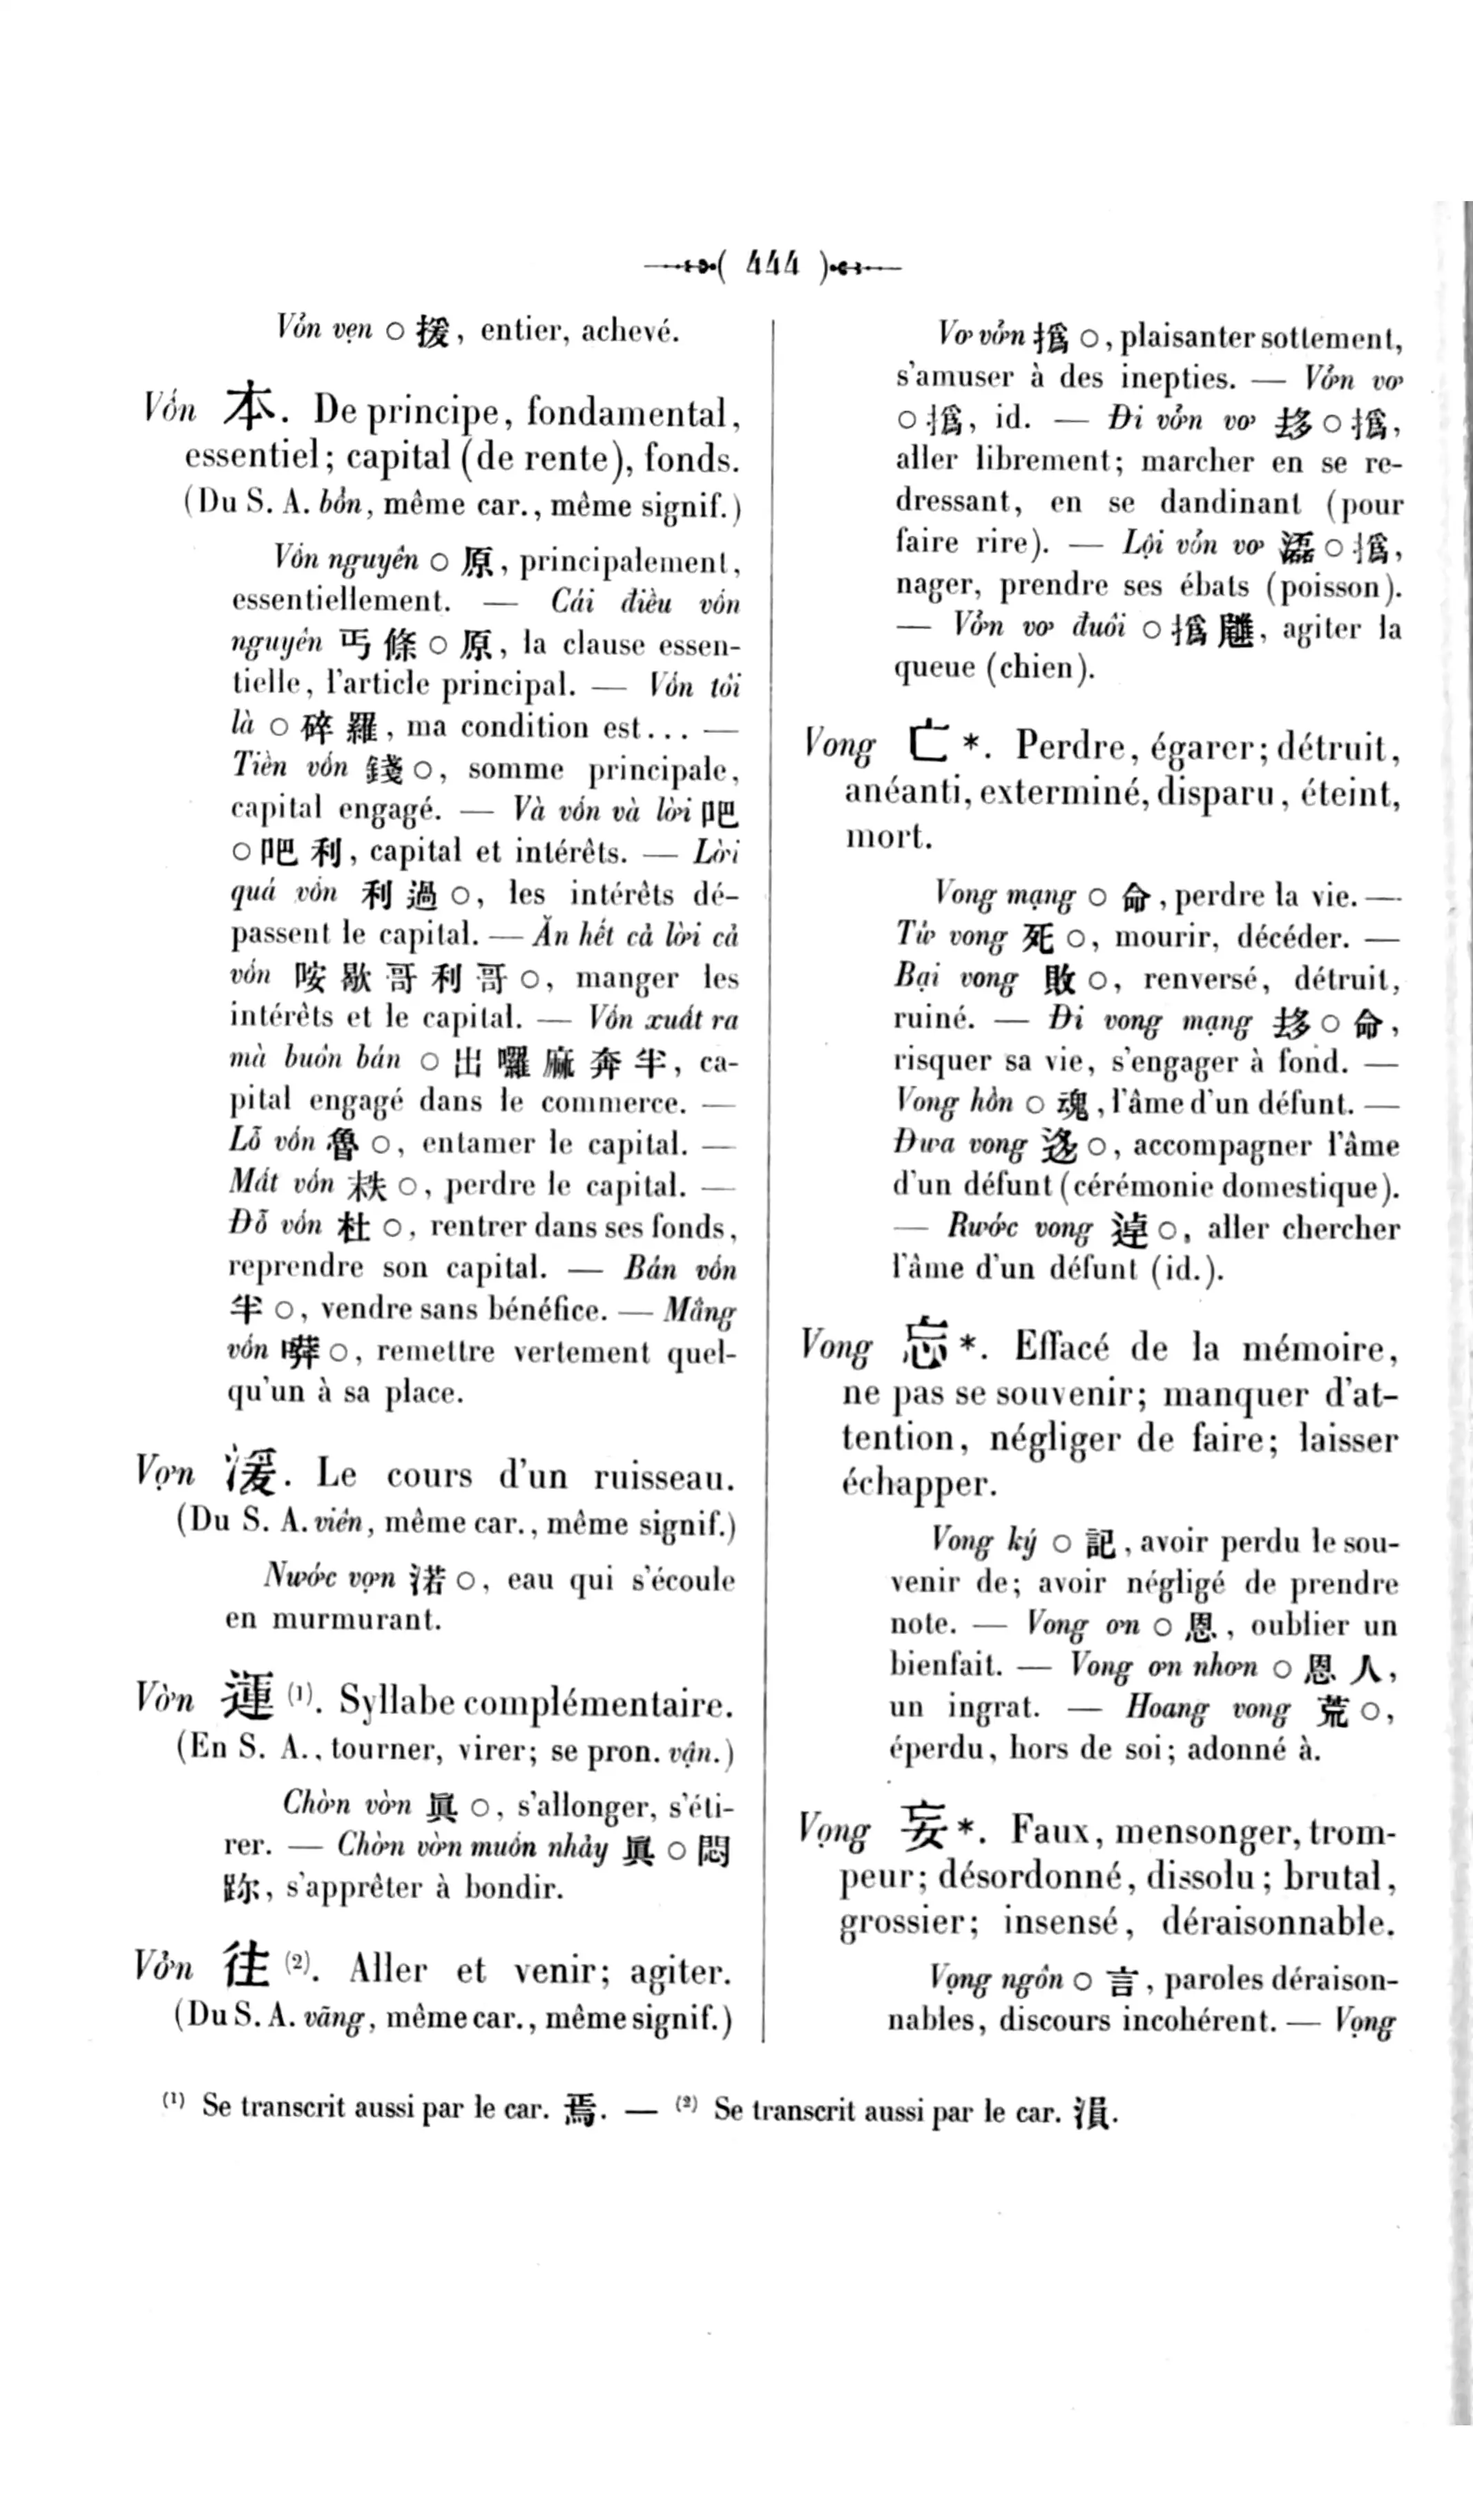 ( 444 )
Vỏn vẹn ○ 援, entier, achevé.
Vốn 本. De principe, fondamental,
essentiel; capital (de rente), fonds.
(Du S. A. bổn, même car., même signif.)
Vốn nguyên ○ 原, principalement,
essentiellement. — Cái điều vốn
nguyên 丐 條 ○ 原, la clause essen-
tielle, l'article principal. — Vốn tôi
là ○ 碎 羅, ma condition est... —
Tiền vốn 錢 ○, somme principale,
capital engagé. — Và vốn và lời 吧
○ 吧 利, capital et intérêts. — Lời
quá vốn 利 過 ○, les intérêts dé-
passent le capital. — Ăn hết cả lời cả
vốn 咹 歇 哥 利 哥 ○, manger les
intérêts et le capital. — Vốn xuất ra
mà buôn bán ○ 出 囉 麻 奔 半, ca-
pital engagé dans le commerce. —
Lỗ vốn 魯 ○, entamer le capital. —
Mất vốn 秩 ○, perdre le capital. —
Đỗ vốn 杜 ○, rentrer dans ses fonds,
reprendre son capital. — Bán vốn
半 ○, vendre sans bénéfice. — Mắng
vốn ○, remettre vertement quel-
qu'un à sa place.
Vợn 湲. Le cours d'un ruisseau.
(Du S. A. viên, même car., même signif.)
Nước vợn 渃 ○, eau qui s'écoule
en murmurant.
Vờn 運 (1). Syllabe complémentaire.
(En S. A., tourner, virer; se pron. vận.)
Chờn vờn 眞 ○, s'allonger, s'éti-
rer. — Chờn vờn muốn nhảy 眞 ○ 悶
, s'apprêter à bondir.
Vởn 往 (2). Aller et venir; agiter.
(Du S. A. vãng, même car., même signif.)
Vơ vởn 撝 ○, plaisanter sottement,
s'amuser à des inepties. — Vởn vơ
○ 撝, id. — Đi vởn vơ 𠫾 ○ 撝,
aller librement; marcher en se re-
dressant, en se dandinant (pour
faire rire). — Lội vởn vơ ○ 撝,
nager, prendre ses ébats (poisson).
— Vởn vơ đuôi ○ 撝, agiter la
queue (chien).
Vong 亡 *. Perdre, égarer; détruit,
anéanti, exterminé, disparu, éteint,
mort.
Vong mạng ○ 命, perdre la vie. —
Tử vong 死 ○, mourir, décéder. —
Bại vong 敗 ○, renversé, détruit,
ruiné. — Đi vong mạng 𠫾 ○ 命,
risquer sa vie, s'engager à fond. —
Vong hồn ○ 魂, l'âme d'un défunt. —
Đưa vong ○, accompagner l'âme
d'un défunt (cérémonie domestique).
— Rước vong ○, aller chercher
l'âme d'un défunt (id.).
Vong 忘 *. Effacé de la mémoire,
ne pas se souvenir; manquer d'at-
tention, négliger de faire; laisser
échapper.
Vong ký ○ 記, avoir perdu le sou-
venir de; avoir négligé de prendre
note. — Vong ơn ○ 恩, oublier un
bienfait. — Vong ơn nhơn ○ 恩 人,
un ingrat. — Hoang vong 荒 ○,
éperdu, hors de soi; adonné à.
Vọng 妄 *. Faux, mensonger, trom-
peur; désordonné, dissolu; brutal,
grossier; insensé, déraisonnable.
Vọng ngôn ○ 言, paroles déraison-
nables, discours incohérent. — Vọng
(1) Se transcrit aussi par le car. 焉. — (2) Se transcrit aussi par le car. 溳.